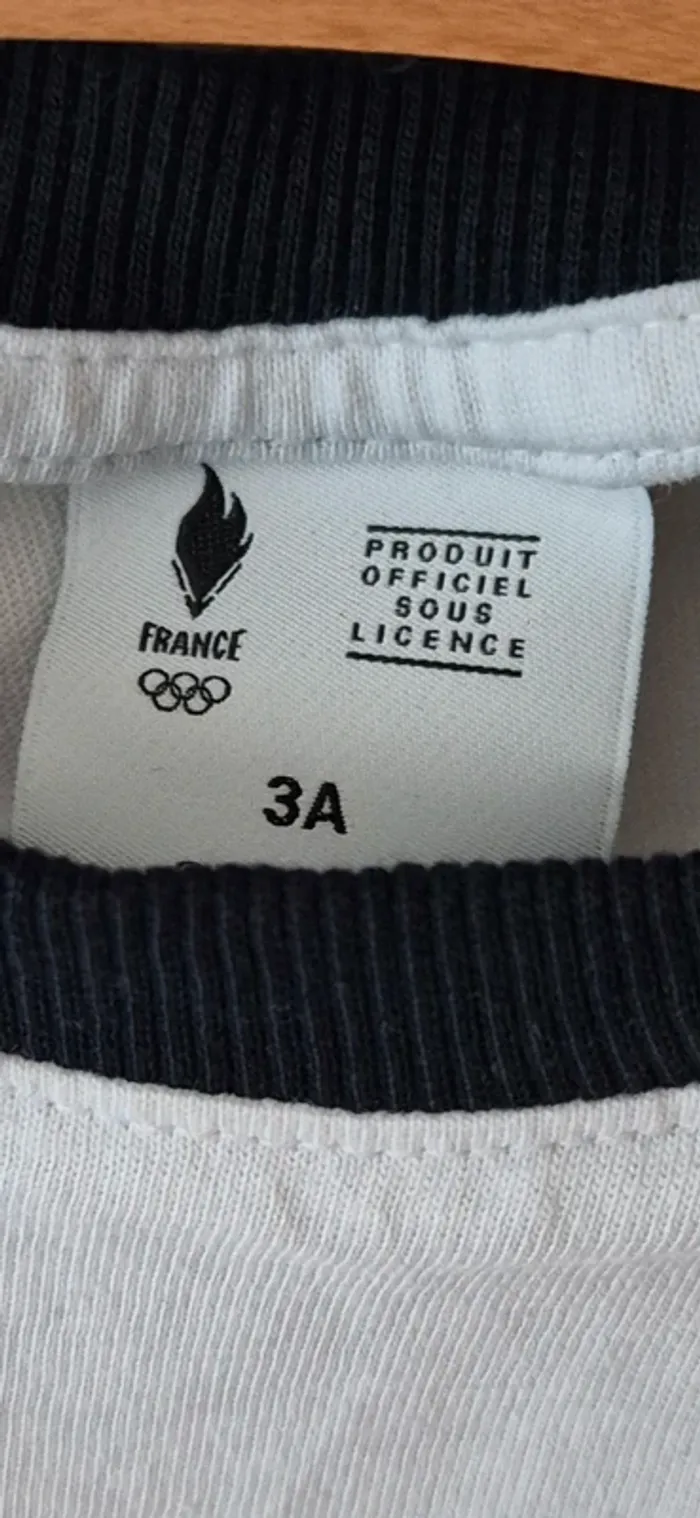 FRANCE
PRODUIT
OFFICIEL
SOUS
LICENCE
3A